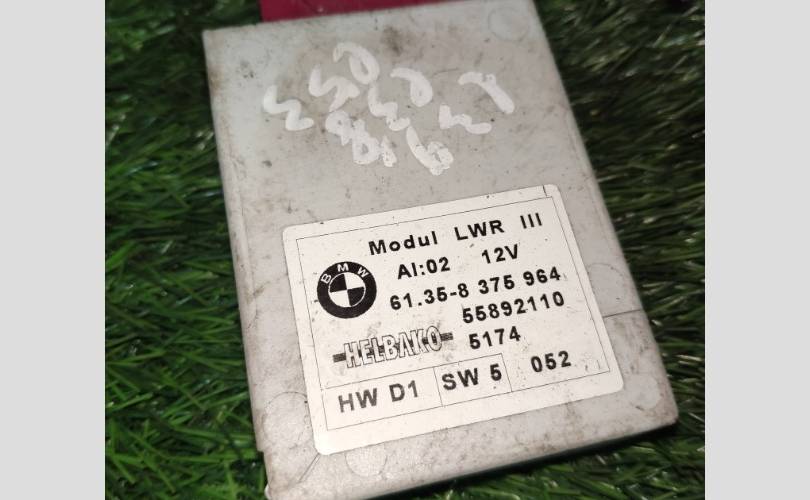 Modul LWR III
AI:02 12V
BMW
61.35-8 375 964
55892110
HELBAKO 5174
HW D1 SW 5 052